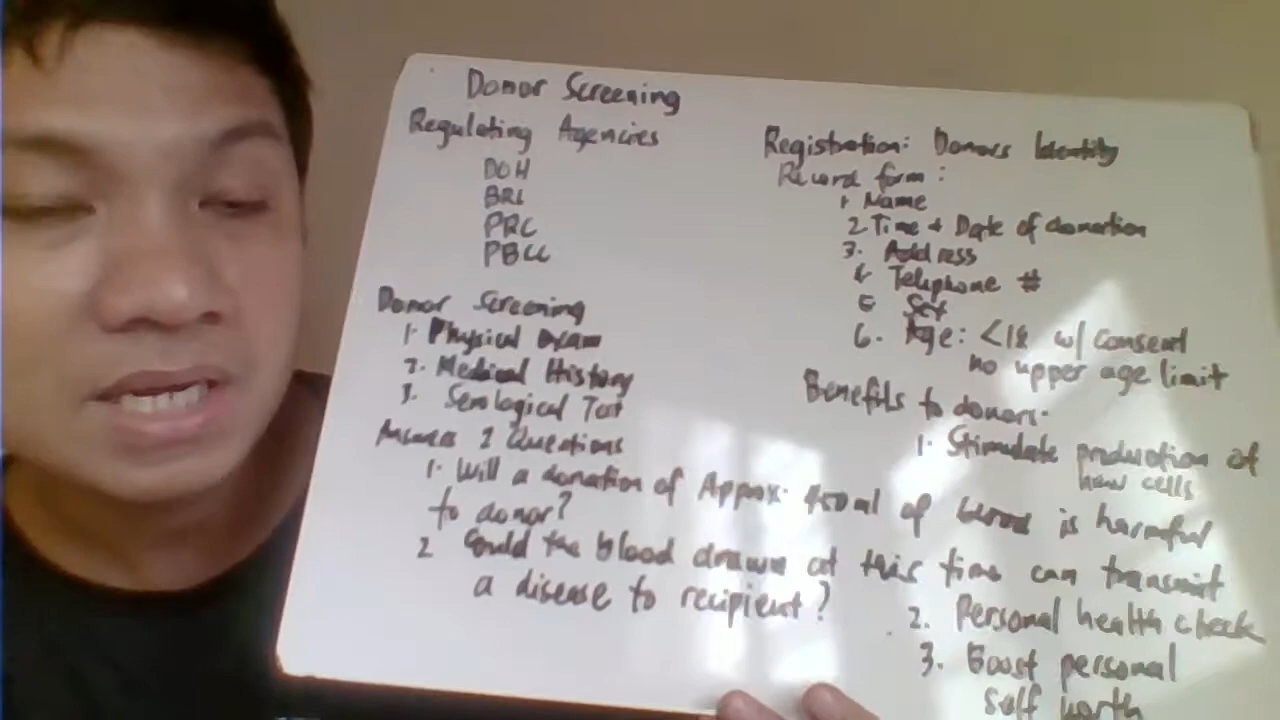 Donor Screening
Regulating Agencies
DOH
BRL
PRC
PBCC
Donor Screening
1. Physical exam
2. Medical History
3. Serological Test
Answers 2 Questions
1. Will a donation of Approx. 450ml of blood is harmful
to donor?
2 Could the blood drawn at this time can transmit
a disease to recipient?
Registration: Donors Identity
Record form:
1 Name
2. Time + Date of donation
3. Address
4 Telephone #
5 Sex
6. Age: <18 w/ consent
no upper age limit
Benefits to donors.
1. Stimulate production of
new cells
2. Personal health check
3. Boost personal
self worth